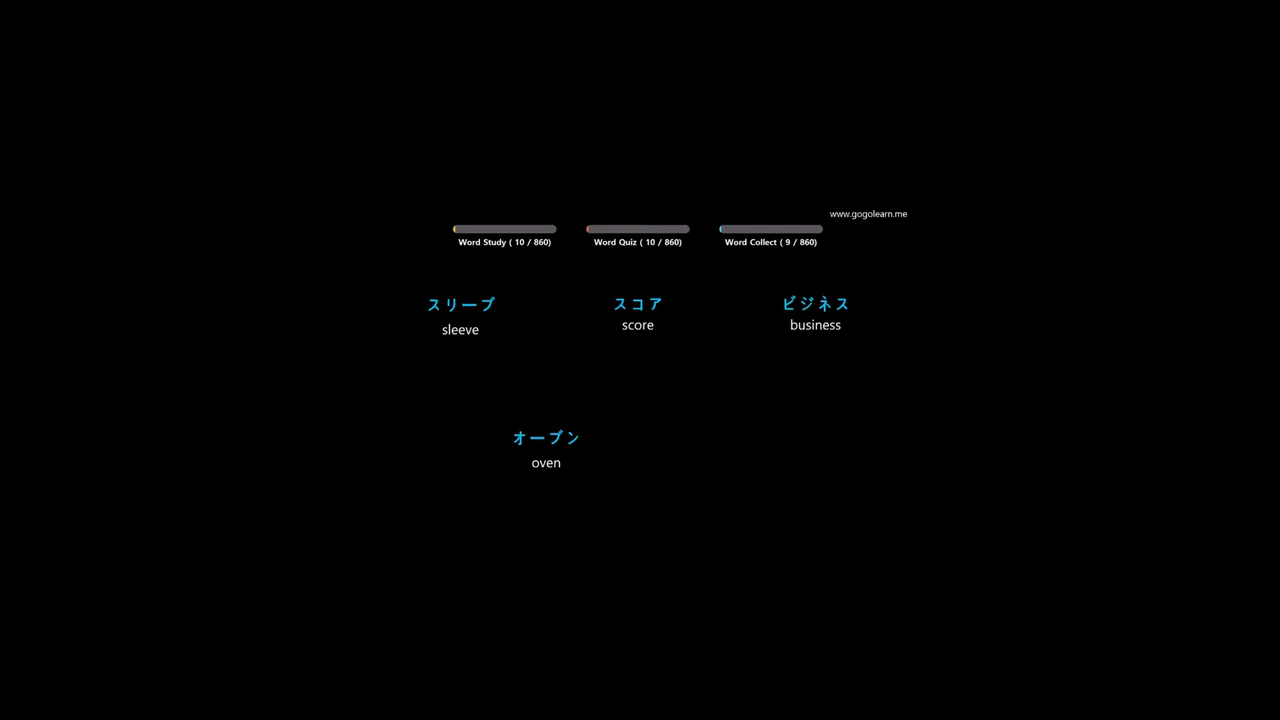 www.gogolearn.me
Word Study ( 10 / 860)
Word Quiz ( 10 / 860)
Word Collect ( 9 / 860)
スリーブ
sleeve
スコア
score
ビジネス
business
オーブン
oven